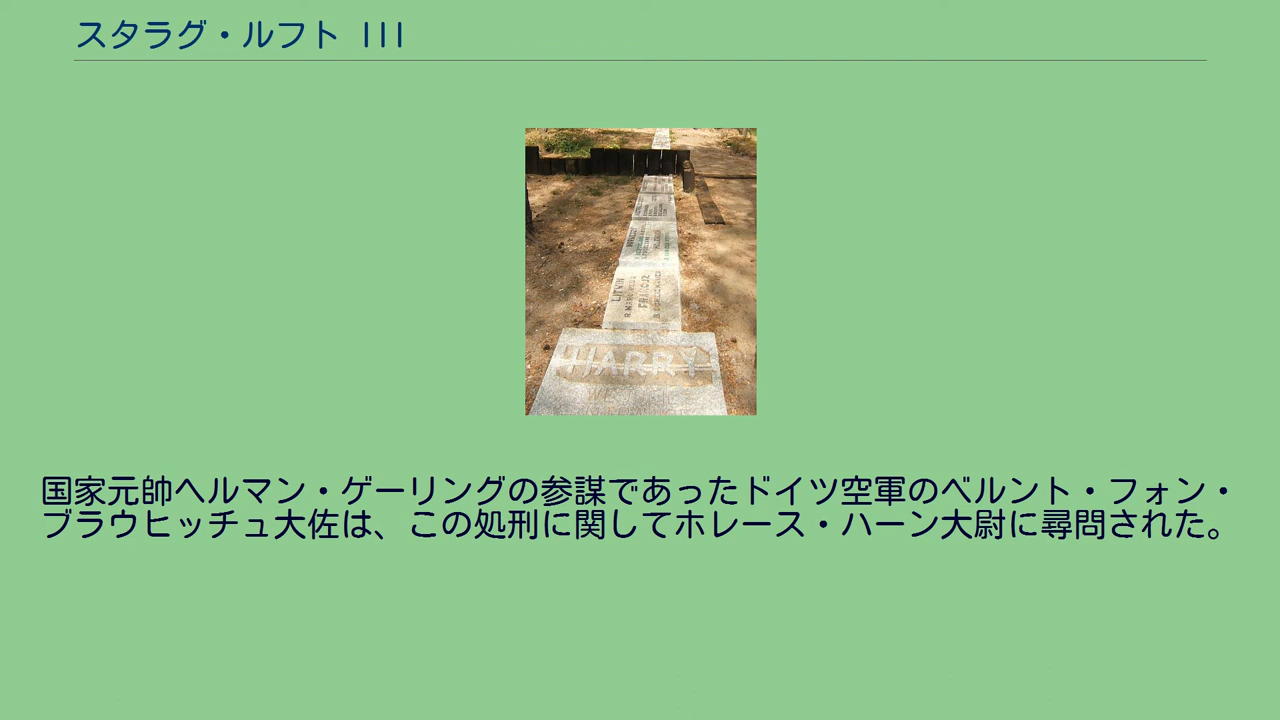 スタラグ・ルフト III
LITWIN
HARRY
国家元帥ヘルマン・ゲーリングの参謀であったドイツ空軍のベルント・フォン・
ブラウヒッチュ大佐は、この処刑に関してホレース・ハーン大尉に尋問された。